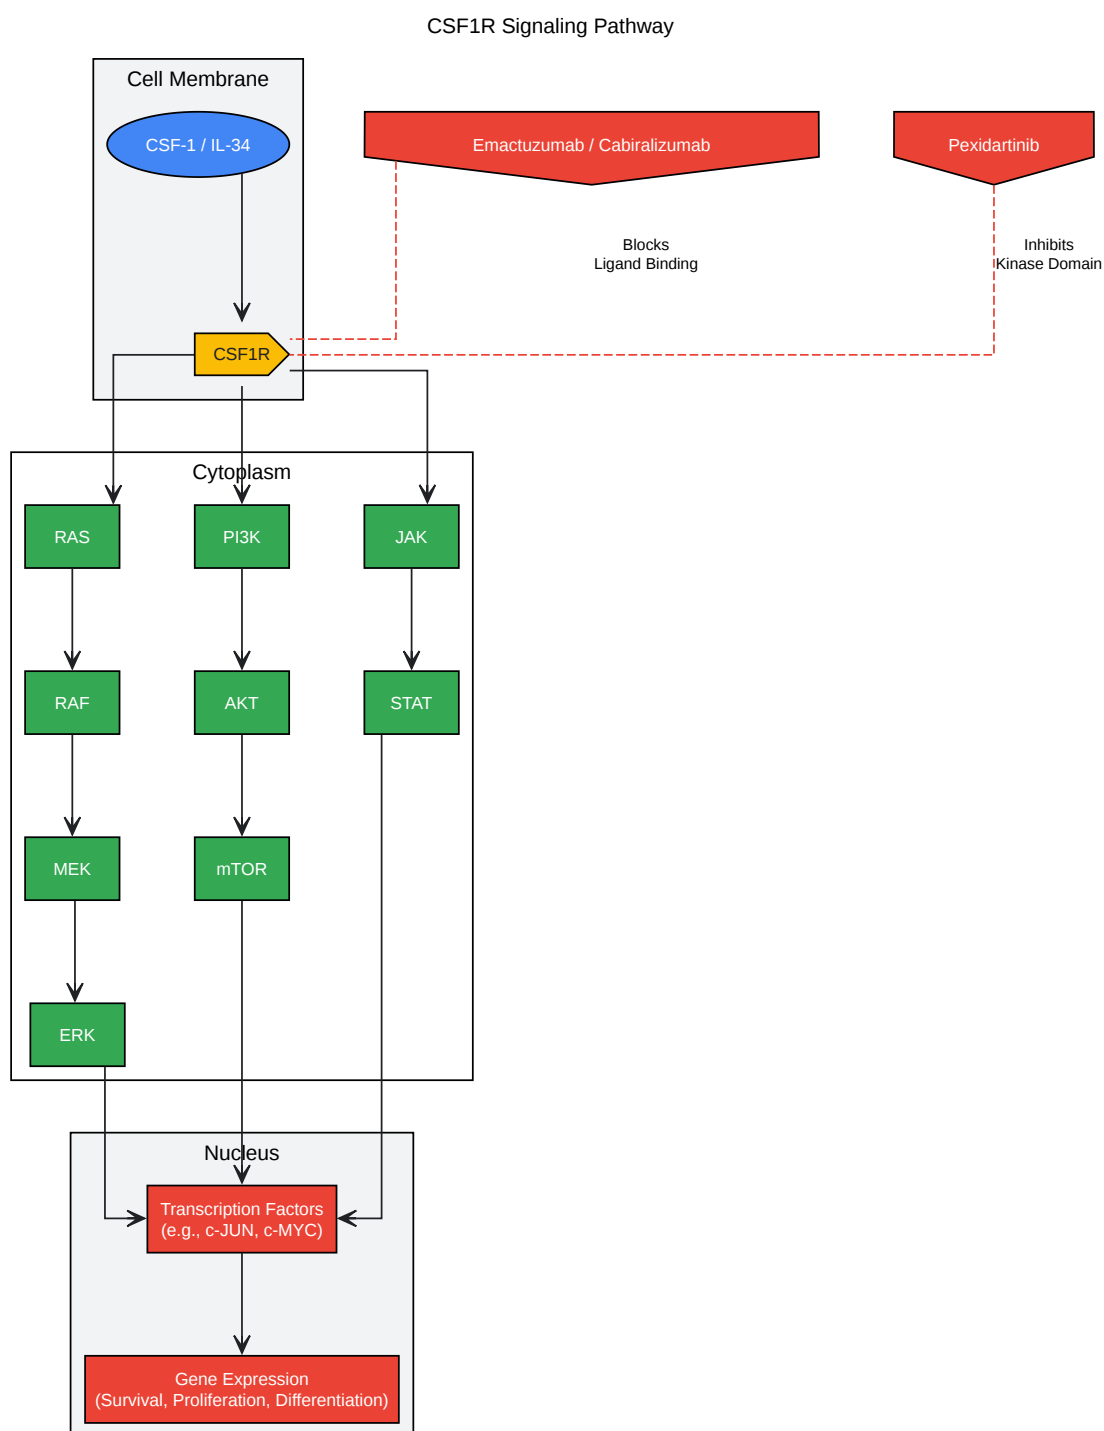 CSF1R Signaling Pathway
Cell Membrane
CSF-1 / IL-34
Emactuzumab / Cabiralizumab
Pexidartinib
Blocks
Ligand Binding
Inhibits
Kinase Domain
CSF1R
Cytoplasm
RAS
PI3K
JAK
RAF
AKT
STAT
MEK
mTOR
ERK
Nucleus
Transcription Factors
(e.g., c-JUN, c-MYC)
Gene Expression
(Survival, Proliferation, Differentiation)